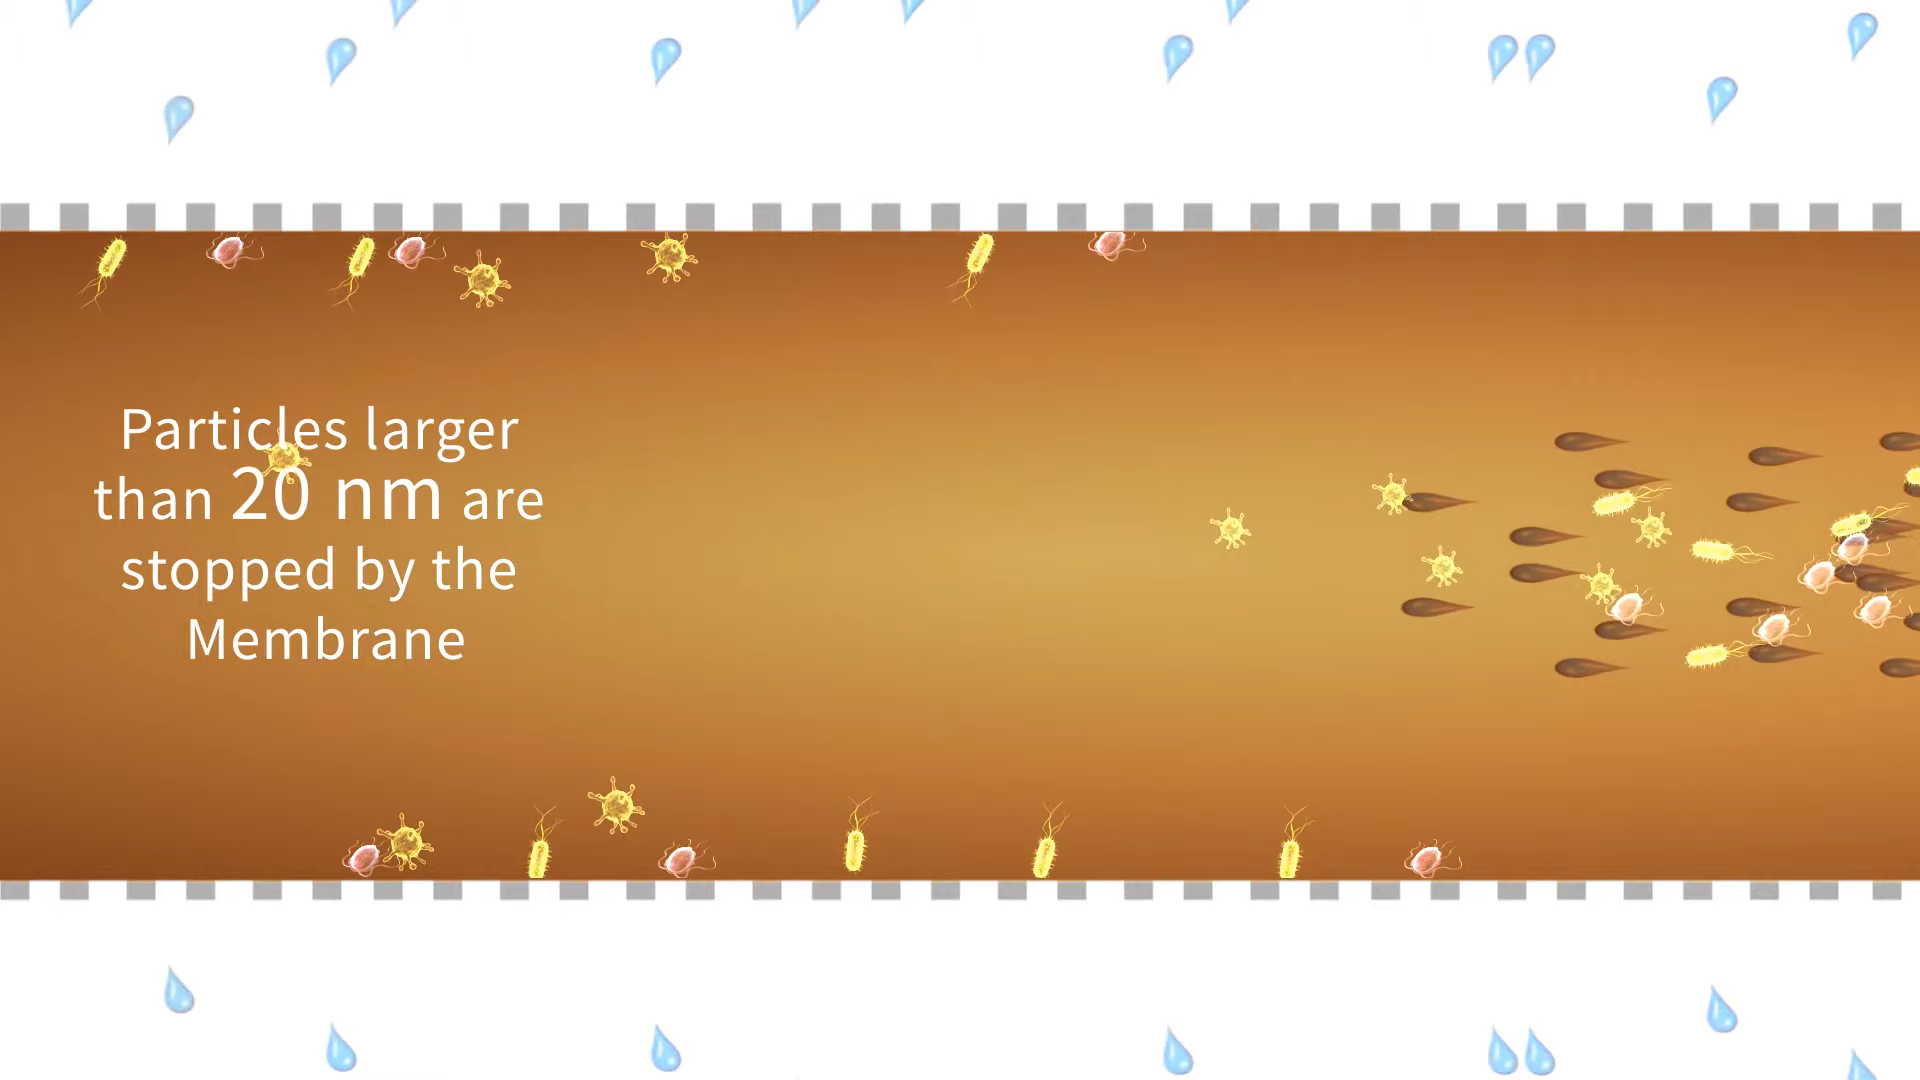 Particles larger
than 20 nm are
stopped by the
Membrane